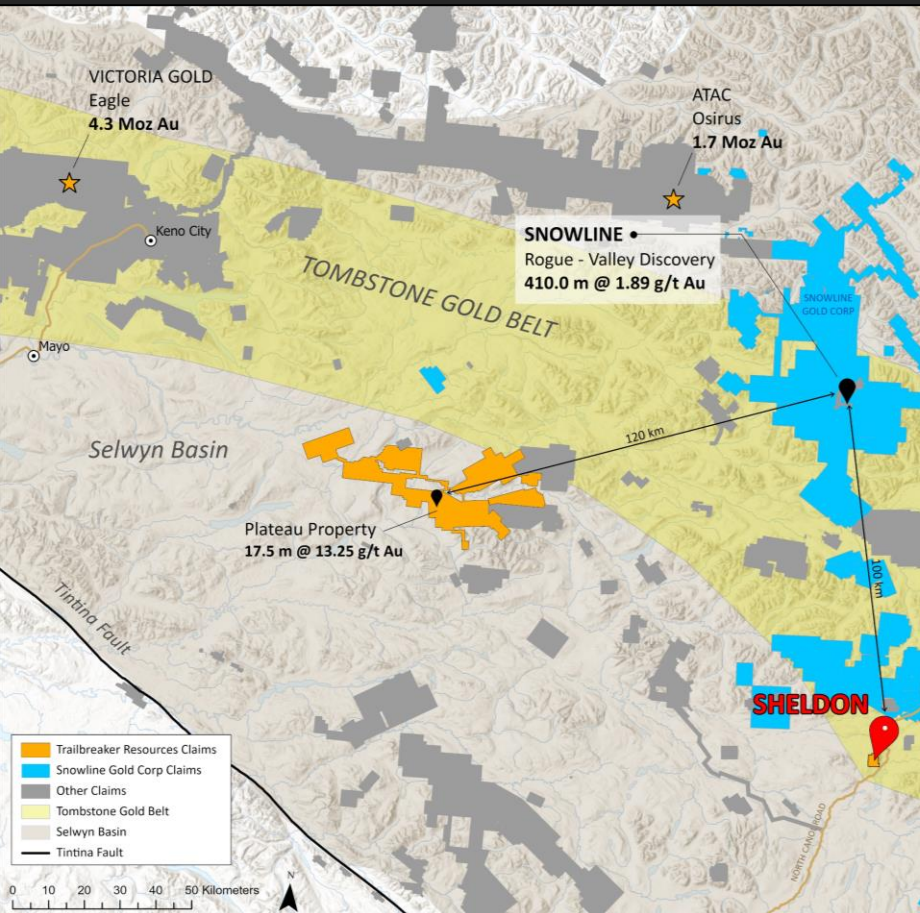 VICTORIA GOLD
Eagle
4.3 Moz Au
ATAC
Osirus
1.7 Moz Au
Keno City
SNOWLINE
Rogue - Valley Discovery
410.0 m @ 1.89 g/t Au
TOMBSTONE GOLD BELT
SNOWLINE
GOLD CORP
Mayo
120 km
Selwyn Basin
Plateau Property
17.5 m @ 13.25 g/t Au
100 km
Tintina Fault
SHELDON
NORTH CANOL ROAD
Trailbreaker Resources Claims
Snowline Gold Corp Claims
Other Claims
Tombstone Gold Belt
Selwyn Basin
Tintina Fault
0 10 20 30 40 50 Kilometers
N